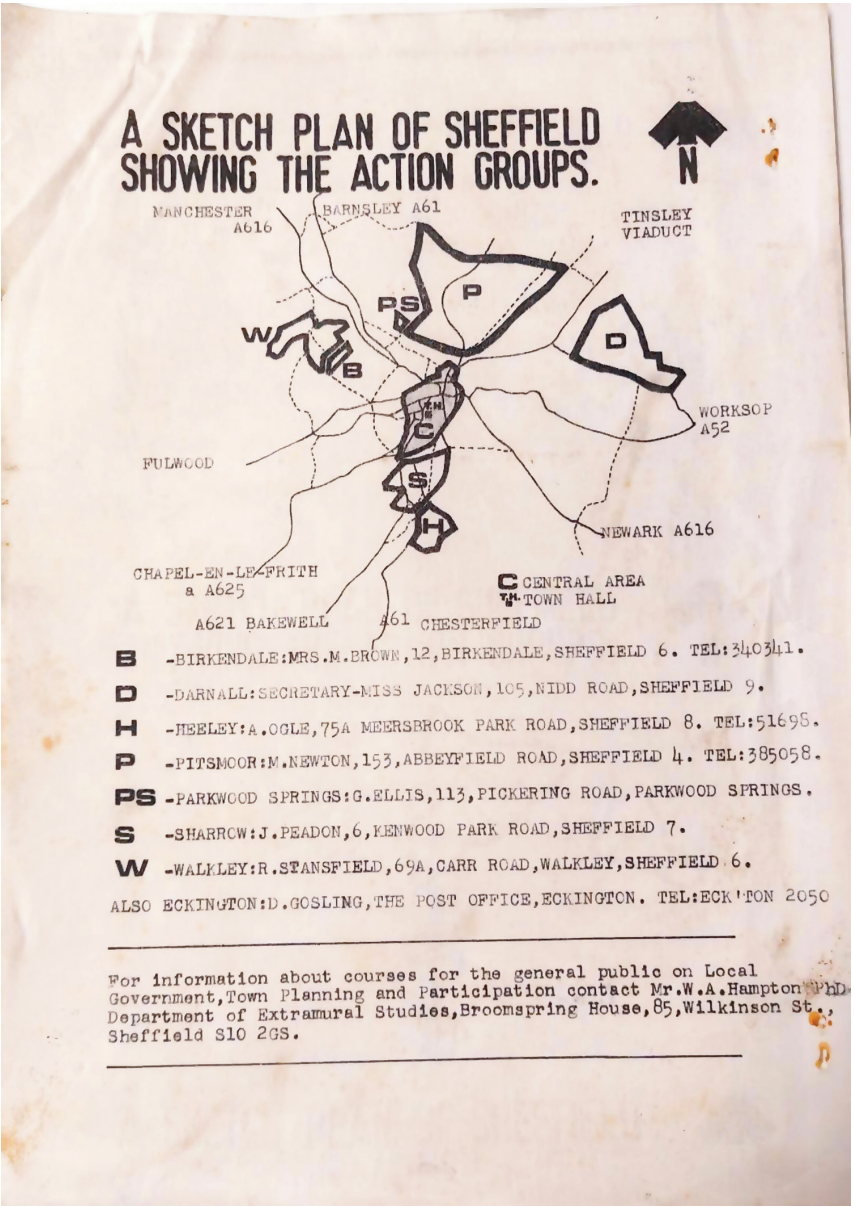 A SKETCH PLAN OF SHEFFIELD
SHOWING THE ACTION GROUPS.
N
MANCHESTER
A616
BARNSLEY A61
TINSLEY
VIADUCT
P
PS
W
B
D
T.H.
C
WORKSOP
A52
FULWOOD
S
H
NEWARK A616
CHAPEL-EN-LE-FRITH
a A625
C CENTRAL AREA
T.H. TOWN HALL
A621 BAKEWELL
A61 CHESTERFIELD
B -BIRKENDALE:MRS.M.BROWN,12,BIRKENDALE,SHEFFIELD 6. TEL:340341.
D -DARNALL:SECRETARY-MISS JACKSON,105,NIDD ROAD,SHEFFIELD 9.
H -HEELEY:A.OGLE,75A MEERSBROOK PARK ROAD,SHEFFIELD 8. TEL:51698.
P -PITSMOOR:M.NEWTON,153,ABBEYFIELD ROAD,SHEFFIELD 4. TEL:385058.
PS -PARKWOOD SPRINGS:G.ELLIS,113,PICKERING ROAD,PARKWOOD SPRINGS.
S -SHARROW:J.PEADON,6,KENWOOD PARK ROAD,SHEFFIELD 7.
W -WALKLEY:R.STANSFIELD,69A,CARR ROAD,WALKLEY,SHEFFIELD 6.
ALSO ECKINGTON:D.GOSLING,THE POST OFFICE,ECKINGTON. TEL:ECK'TON 2050
For information about courses for the general public on Local
Government,Town Planning and Participation contact Mr.W.A.Hampton PhD
Department of Extramural Studies,Broomspring House,85,Wilkinson St.,
Sheffield S10 2GS.